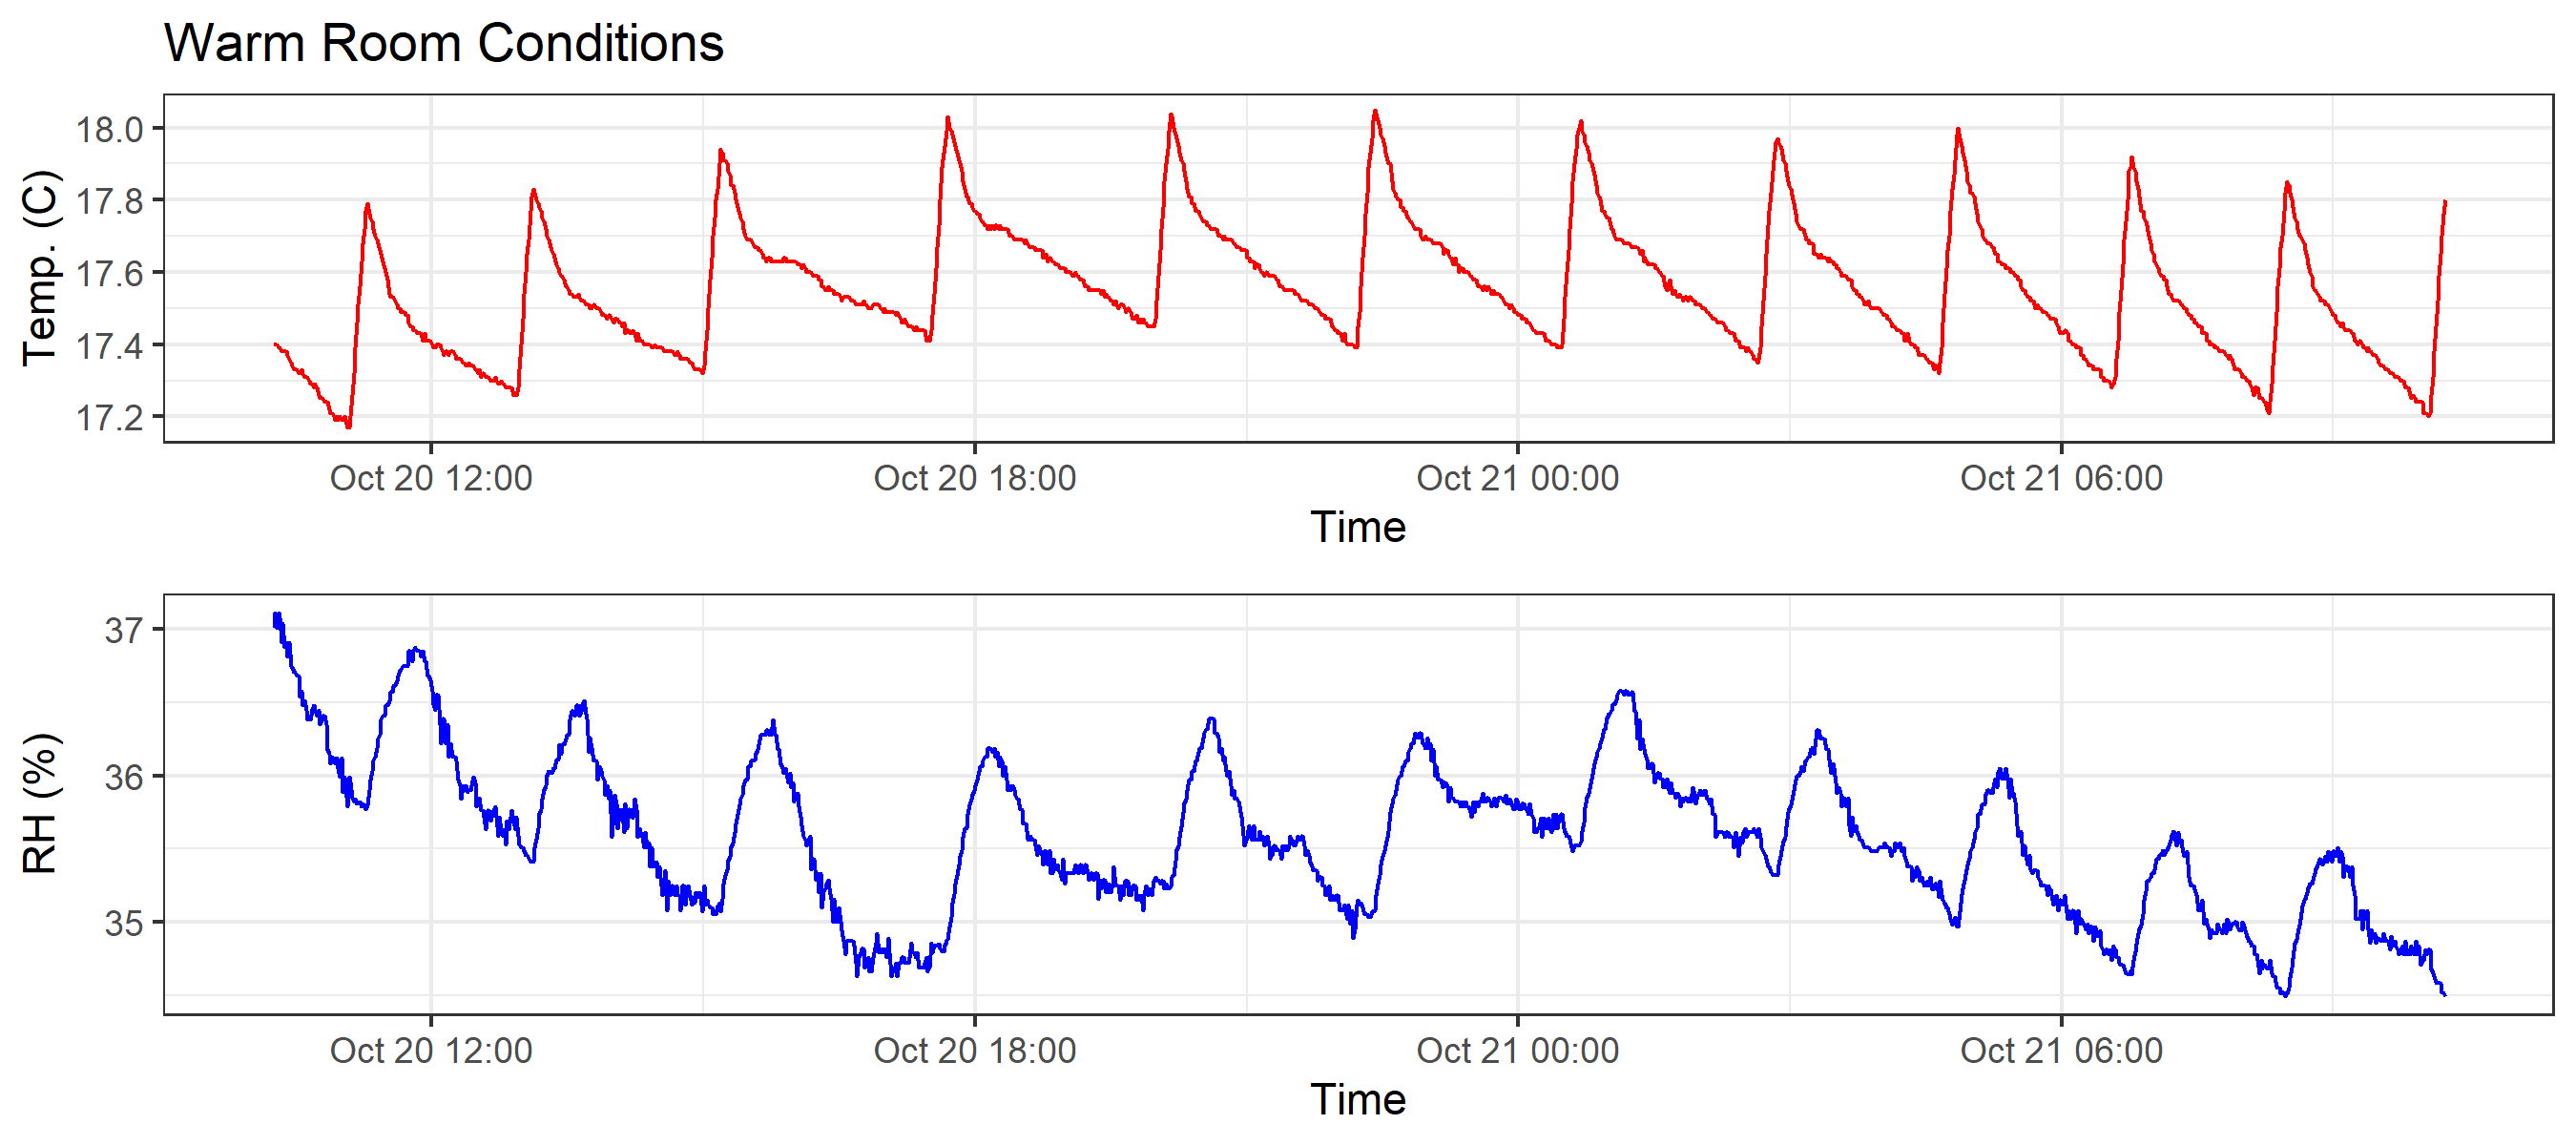 Warm Room Conditions
Temp. (C)
18.0
17.8
17.6
17.4
17.2
Oct 20 12:00 Oct 20 18:00 Oct 21 00:00 Oct 21 06:00
Time
RH (%)
37
36
35
Oct 20 12:00 Oct 20 18:00 Oct 21 00:00 Oct 21 06:00
Time